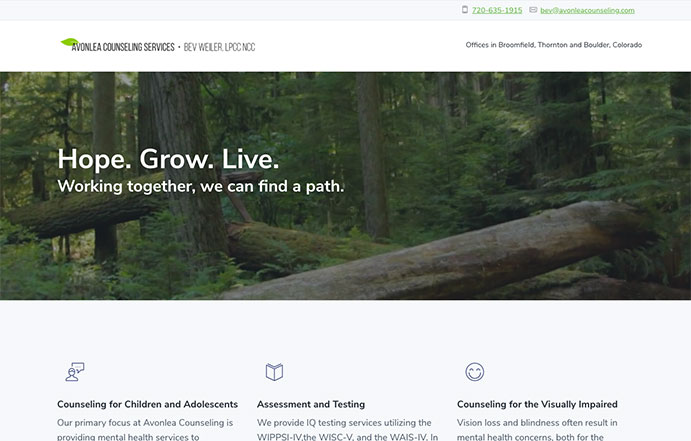 720-635-1915 bev@avonleacounseling.com
AVONLEA COUNSELING SERVICES • BEV WEILER, LPCC NCC
Offices in Broomfield, Thornton and Boulder, Colorado
Hope. Grow. Live.
Working together, we can find a path.
Counseling for Children and Adolescents
Our primary focus at Avonlea Counseling is
providing mental health services to
Assessment and Testing
We provide IQ testing services utilizing the
WIPPSI-IV,the WISC-V, and the WAIS-IV. In
Counseling for the Visually Impaired
Vision loss and blindness often result in
mental health concerns, both for the